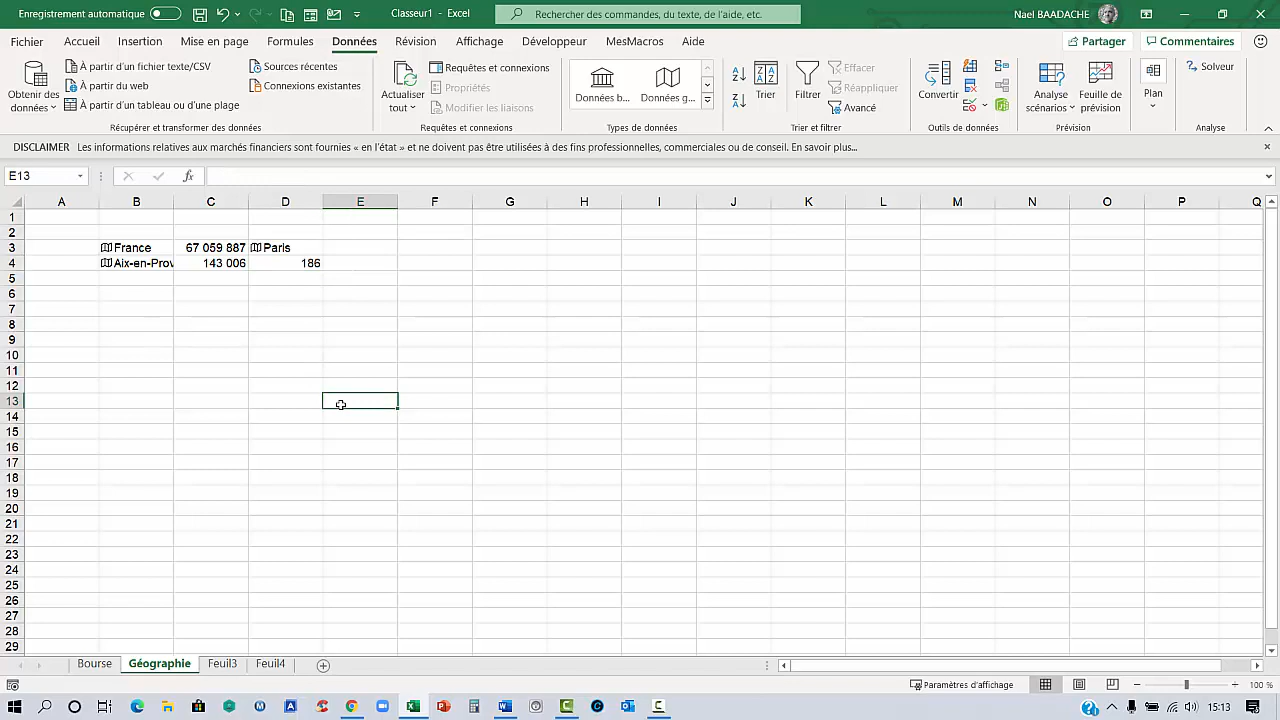 Enregistrement automatique Classeur1 - Excel Rechercher des commandes, du texte, de l'aide, etc. Nael BAADACHE
Fichier Accueil Insertion Mise en page Formules Données Révision Affichage Développeur MesMacros Aide Partager Commentaires
Obtenir des données
À partir d'un fichier texte/CSV
À partir du web
À partir d'un tableau ou d'une plage
Sources récentes
Connexions existantes
Récupérer et transformer des données
Actualiser tout
Requêtes et connexions
Propriétés
Modifier les liaisons
Requêtes et connexions
Données b...
Données g...
Types de données
Trier
Filtrer
Effacer
Réappliquer
Avancé
Trier et filtrer
Convertir
Outils de données
Analyse scénarios
Feuille de prévision
Prévision
Plan
Solveur
Analyse
DISCLAIMER Les informations relatives aux marchés financiers sont fournies « en l'état » et ne doivent pas être utilisées à des fins professionnelles, commerciales ou de conseil. En savoir plus...
E13 fx
A B C D E F G H I J K L M N O P Q
1
2
3 France 67 059 887 Paris
4 Aix-en-Prov 143 006 186
5
6
7
8
9
10
11
12
13
14
15
16
17
18
19
20
21
22
23
24
25
26
27
28
29
Bourse Géographie Feuil3 Feuil4
Paramètres d'affichage 100 %
15:13